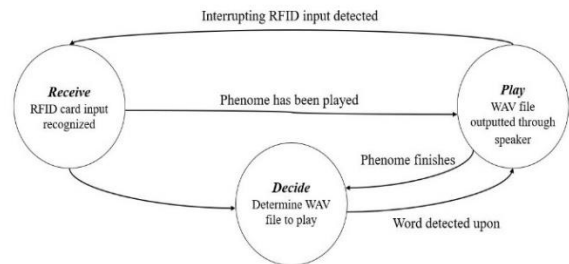 Interrupting RFID input detected
Receive
RFID card input
recognized
Phenome has been played
Play
WAV file
outputted through
speaker
Phenome finishes
Decide
Determine WAV
file to play
Word detected upon